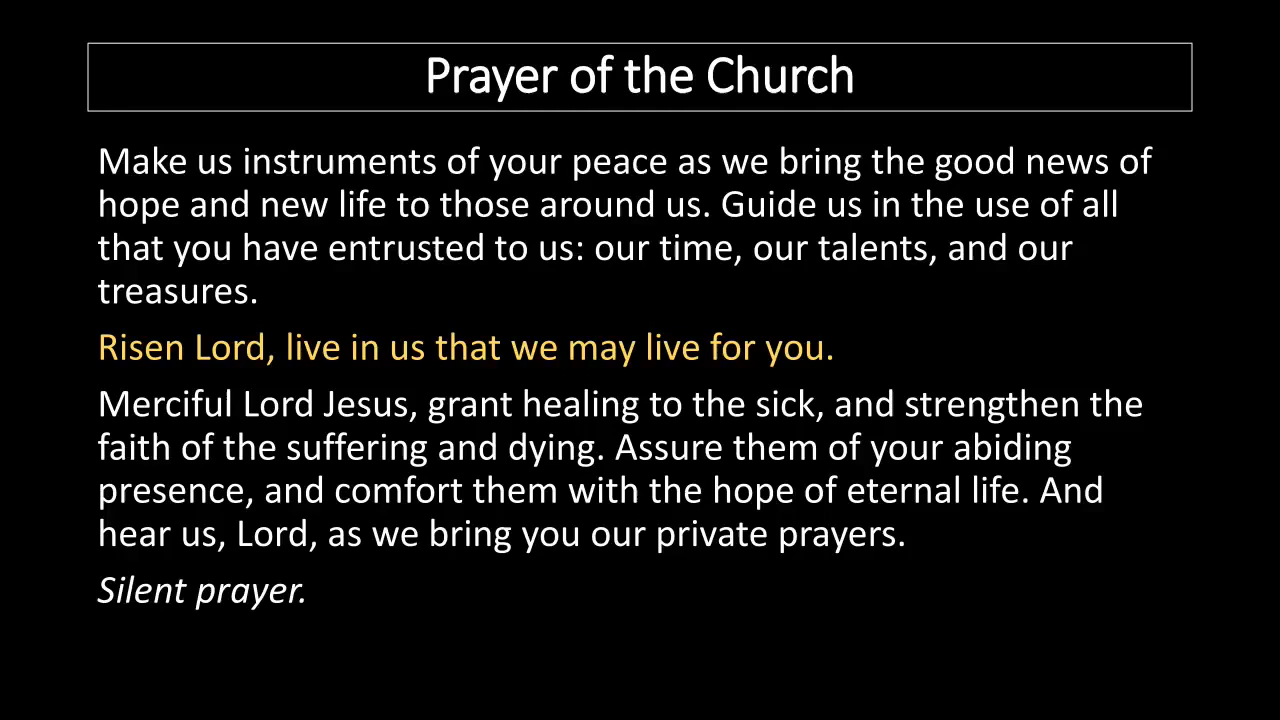 Prayer of the Church
Make us instruments of your peace as we bring the good news of
hope and new life to those around us. Guide us in the use of all
that you have entrusted to us: our time, our talents, and our
treasures.
Risen Lord, live in us that we may live for you.
Merciful Lord Jesus, grant healing to the sick, and strengthen the
faith of the suffering and dying. Assure them of your abiding
presence, and comfort them with the hope of eternal life. And
hear us, Lord, as we bring you our private prayers.
Silent prayer.